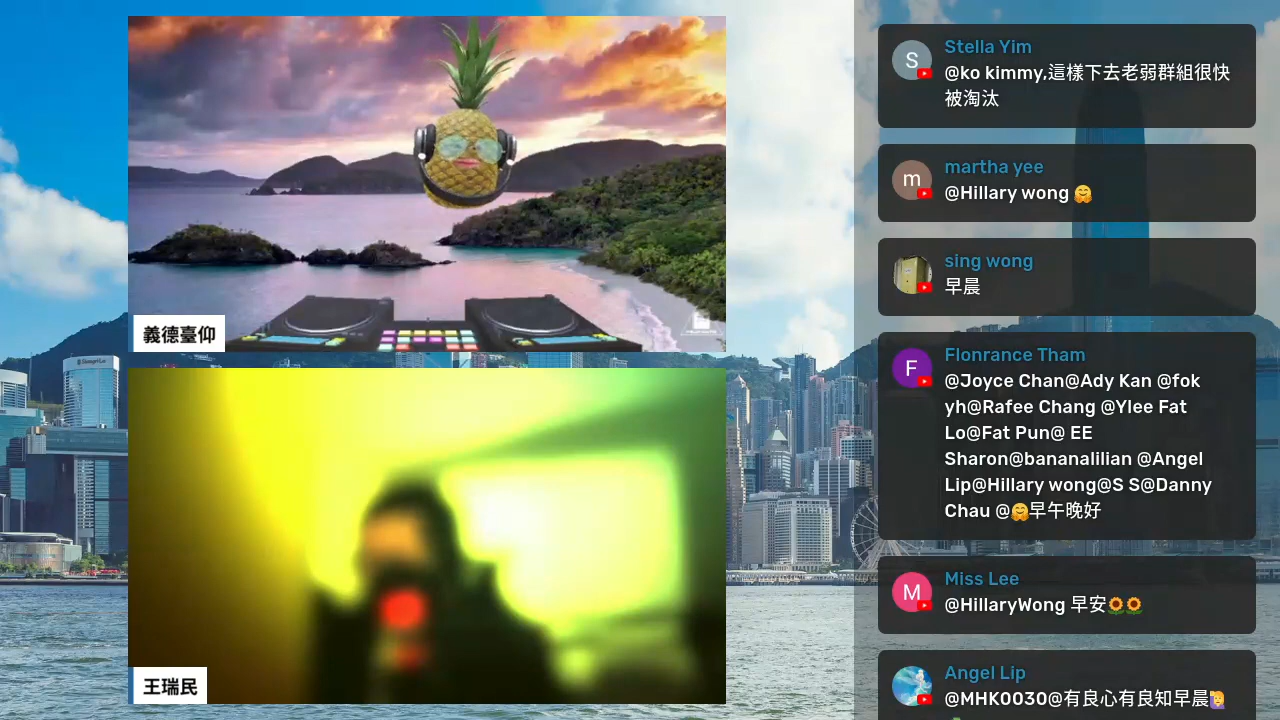 義德臺仰
王瑞民
S
Stella Yim
@ko kimmy,這樣下去老弱群組很快
被淘汰
m
martha yee
@Hillary wong 🤗
sing wong
早晨
F
Flonrance Tham
@Joyce Chan@Ady Kan @fok
yh@Rafee Chang @Ylee Fat
Lo@Fat Pun@ EE
Sharon@bananalilian @Angel
Lip@Hillary wong@S S@Danny
Chau @🤗早午晚好
M
Miss Lee
@HillaryWong 早安🌻🌻
Angel Lip
@MHK0030@有良心有良知早晨🙋